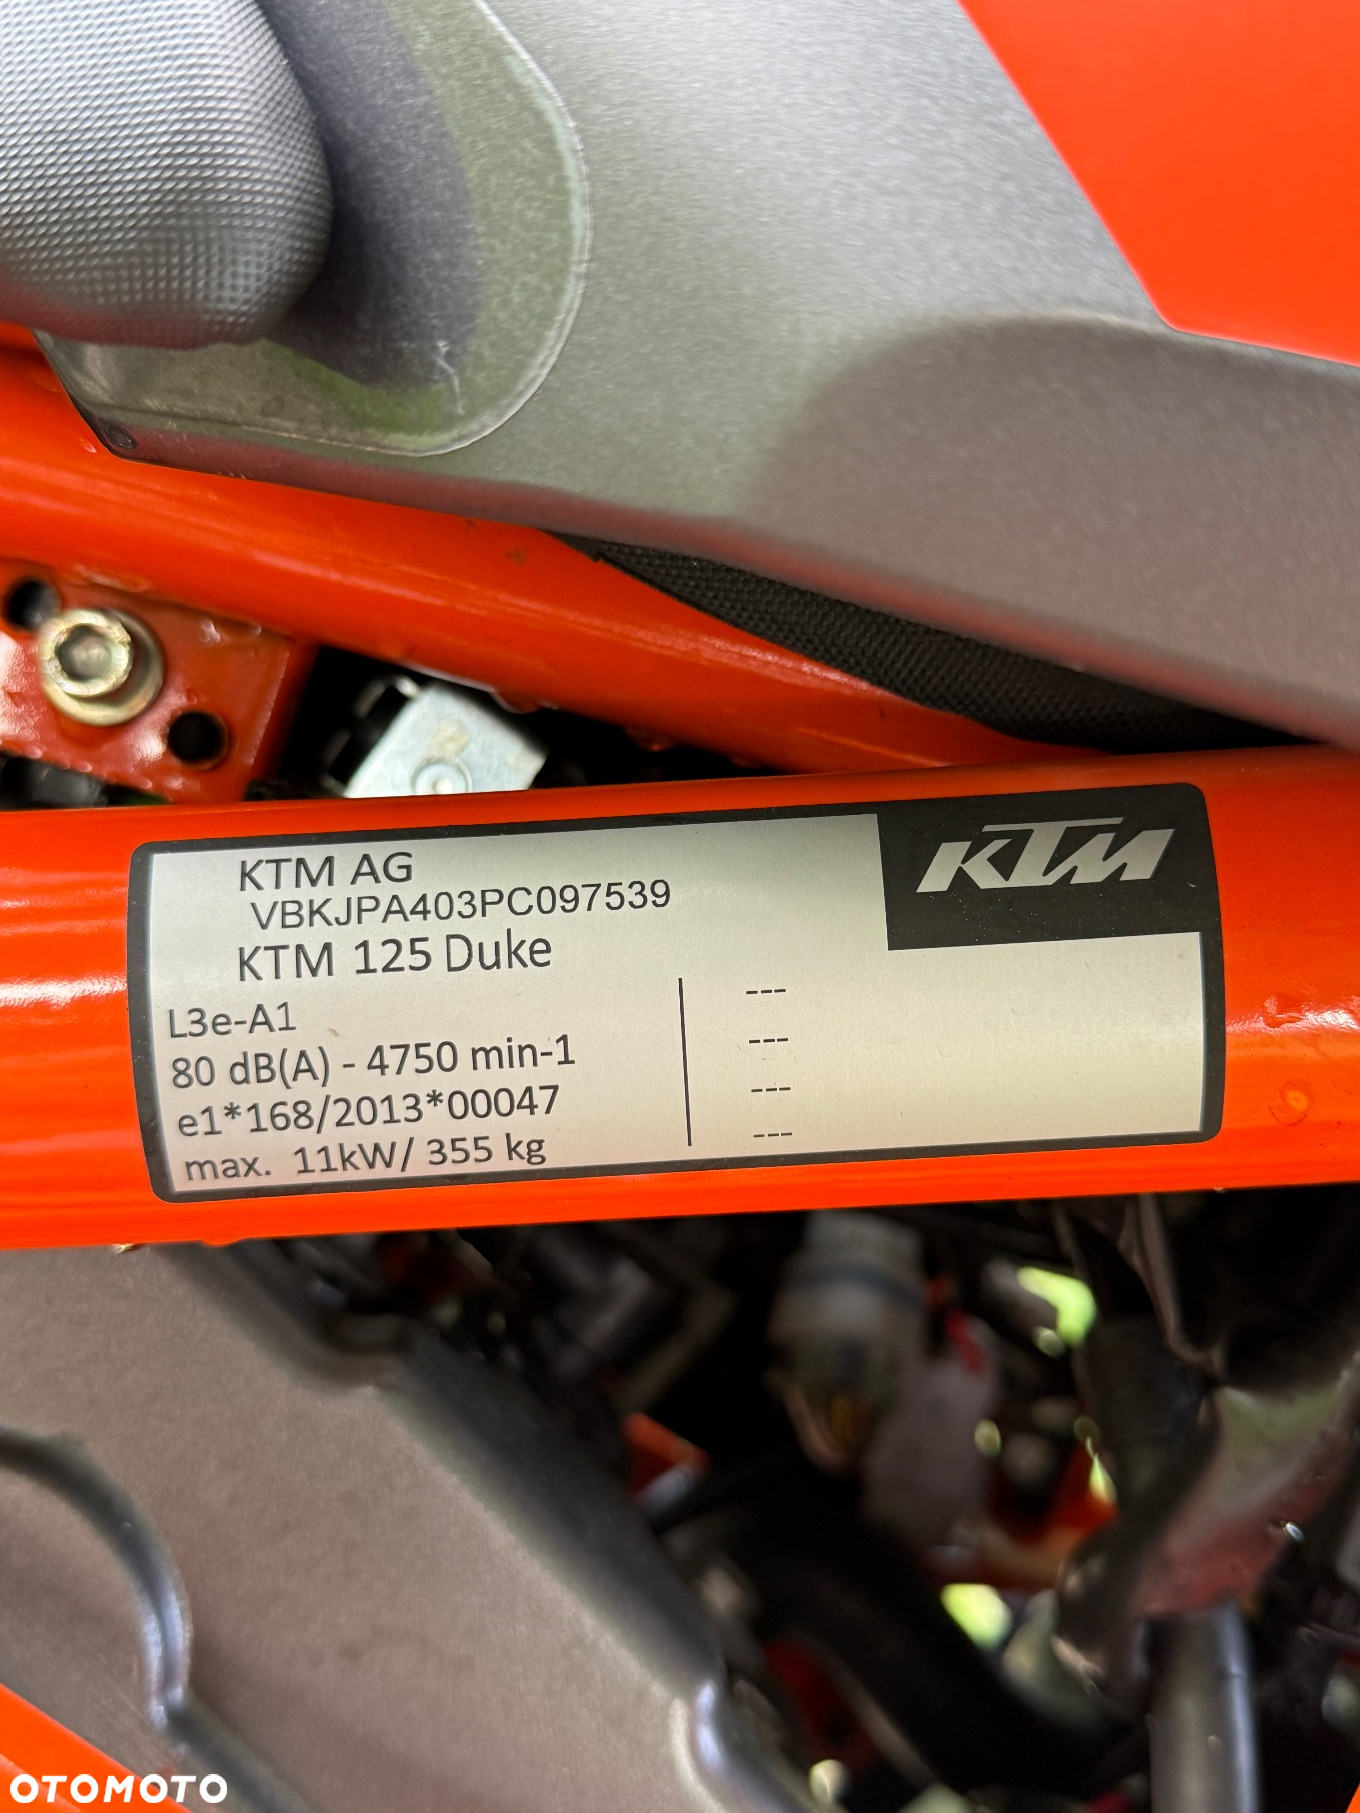 KTM AG
KTM
VBKJPA403PC097539
KTM 125 Duke
L3e-A1
80 dB(A) - 4750 min-1
e1*168/2013*00047
max. 11kW/ 355 kg
---
---
---
---
OTOMOTO